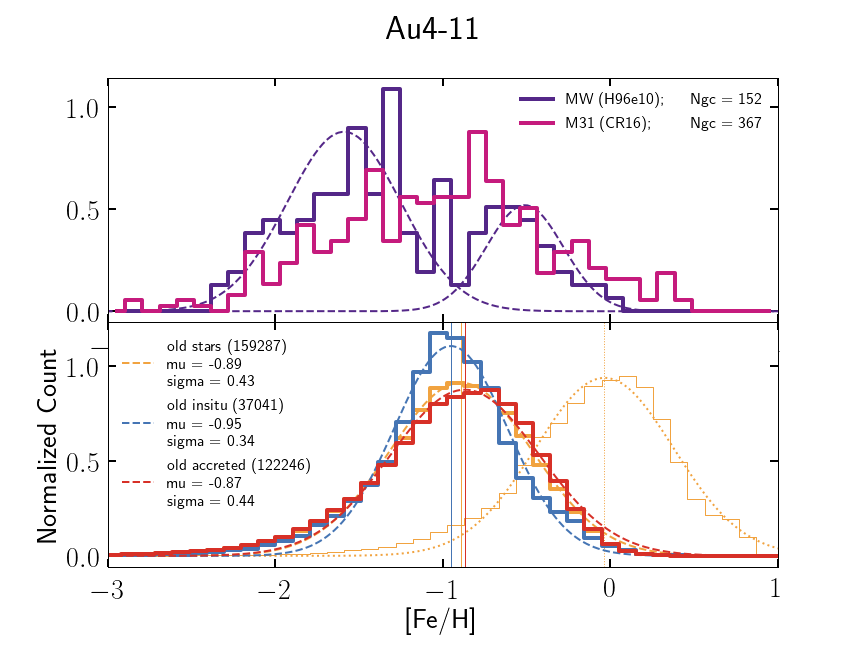 Au4-11
1.0
0.5
0.0
MW (H96e10); Ngc = 152
M31 (CR16); Ngc = 367
Normalized Count
1.0
0.5
0.0
old stars (159287)
mu = -0.89
sigma = 0.43
old insitu (37041)
mu = -0.95
sigma = 0.34
old accreted (122246)
mu = -0.87
sigma = 0.44
−3 −2 −1 0 1
[Fe/H]